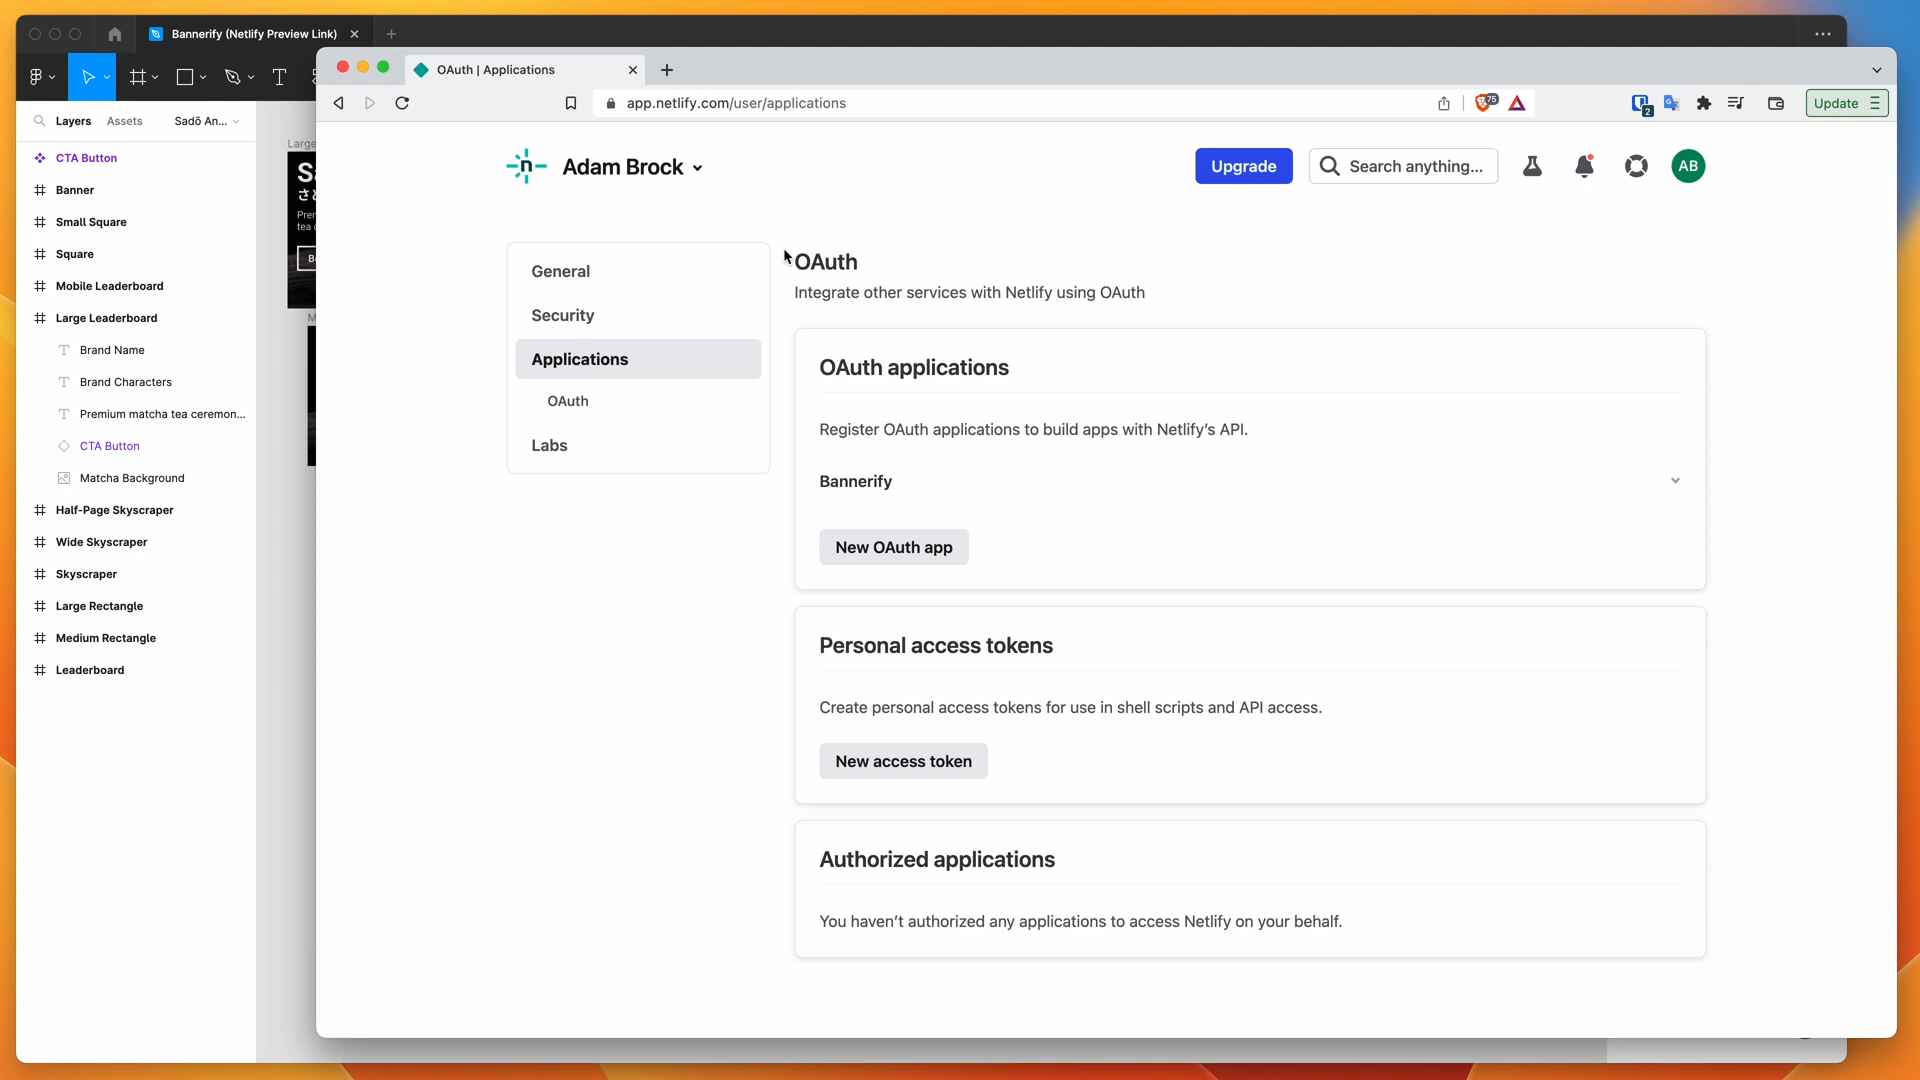 Bannerify (Netlify Preview Link)
OAuth | Applications
app.netlify.com/user/applications
75
2
Update
Layers
Assets
Sadō An...
CTA Button
Banner
Small Square
Square
Mobile Leaderboard
Large Leaderboard
Brand Name
Brand Characters
Premium matcha tea ceremon...
CTA Button
Matcha Background
Half-Page Skyscraper
Wide Skyscraper
Skyscraper
Large Rectangle
Medium Rectangle
Leaderboard
Large
tea
n
Adam Brock
Upgrade
Search anything...
AB
General
Security
Applications
OAuth
Labs
OAuth
Integrate other services with Netlify using OAuth
OAuth applications
Register OAuth applications to build apps with Netlify’s API.
Bannerify
New OAuth app
Personal access tokens
Create personal access tokens for use in shell scripts and API access.
New access token
Authorized applications
You haven’t authorized any applications to access Netlify on your behalf.